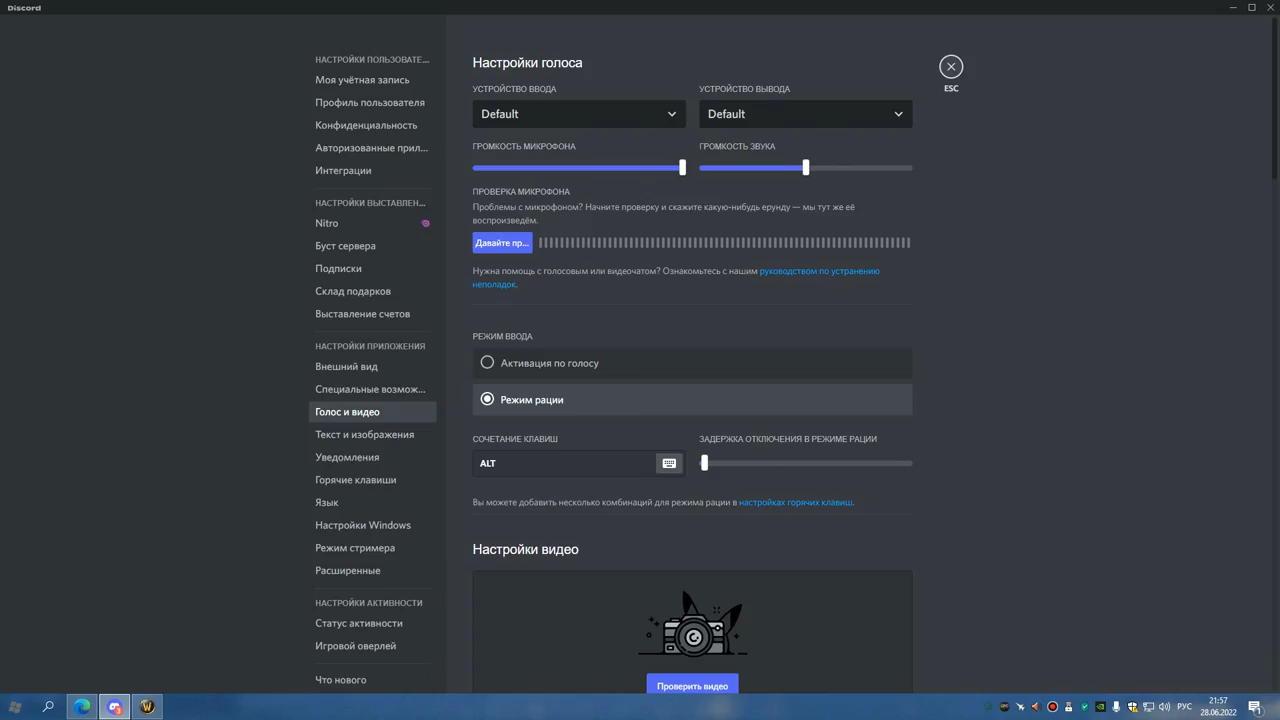 Discord
НАСТРОЙКИ ПОЛЬЗОВАТЕ...
Моя учётная запись
Профиль пользователя
Конфиденциальность
Авторизованные прил...
Интеграции
НАСТРОЙКИ ВЫСТАВЛЕН...
Nitro
Буст сервера
Подписки
Склад подарков
Выставление счетов
НАСТРОЙКИ ПРИЛОЖЕНИЯ
Внешний вид
Специальные возмож...
Голос и видео
Текст и изображения
Уведомления
Горячие клавиши
Язык
Настройки Windows
Режим стримера
Расширенные
НАСТРОЙКИ АКТИВНОСТИ
Статус активности
Игровой оверлей
Что нового
Настройки голоса
ESC
УСТРОЙСТВО ВВОДА
УСТРОЙСТВО ВЫВОДА
Default
Default
ГРОМКОСТЬ МИКРОФОНА
ГРОМКОСТЬ ЗВУКА
ПРОВЕРКА МИКРОФОНА
Проблемы с микрофоном? Начните проверку и скажите какую-нибудь ерунду — мы тут же её
воспроизведём.
Давайте пр...
Нужна помощь с голосовым или видеочатом? Ознакомьтесь с нашим руководством по устранению
неполадок.
РЕЖИМ ВВОДА
Активация по голосу
Режим рации
СОЧЕТАНИЕ КЛАВИШ
ЗАДЕРЖКА ОТКЛЮЧЕНИЯ В РЕЖИМЕ РАЦИИ
ALT
Вы можете добавить несколько комбинаций для режима рации в настройках горячих клавиш.
Настройки видео
Проверить видео
РУС
21:57
28.06.2022